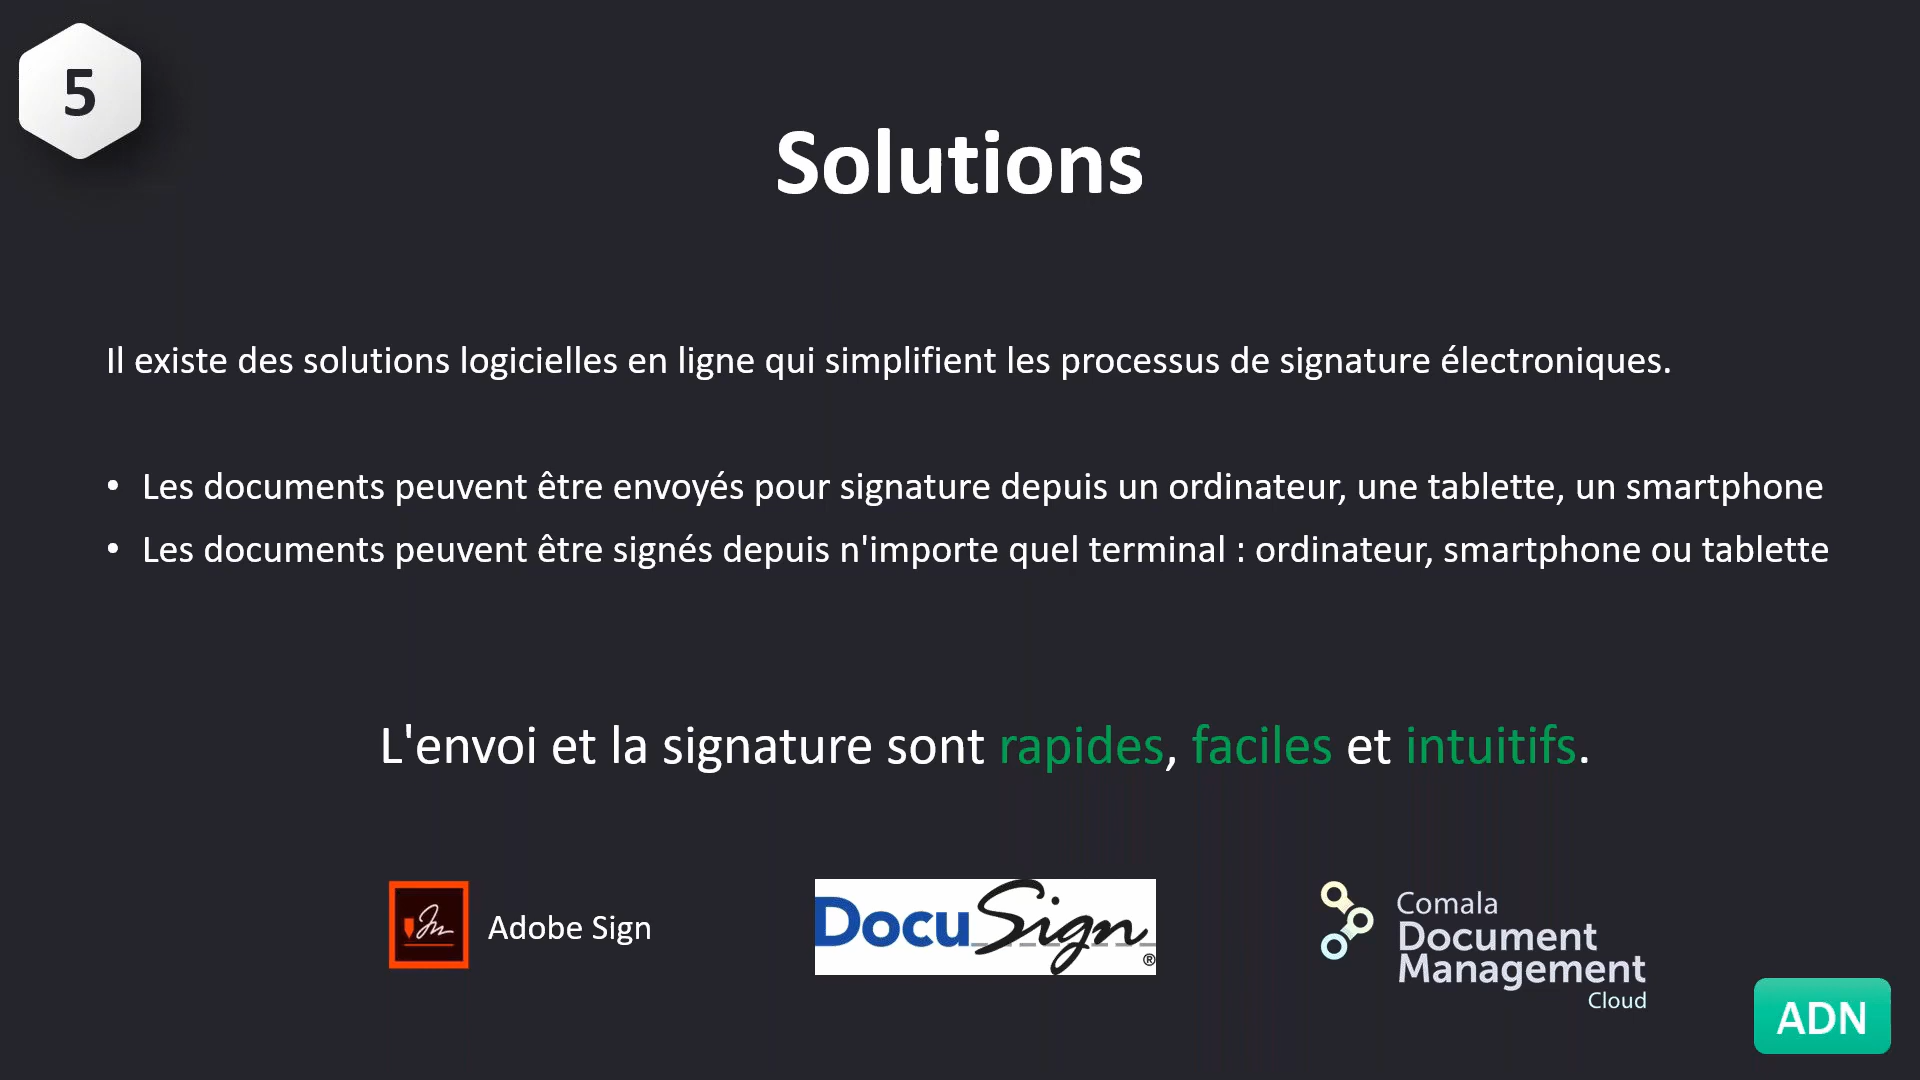 5
Solutions
Il existe des solutions logicielles en ligne qui simplifient les processus de signature électroniques.
• Les documents peuvent être envoyés pour signature depuis un ordinateur, une tablette, un smartphone
• Les documents peuvent être signés depuis n'importe quel terminal : ordinateur, smartphone ou tablette
L'envoi et la signature sont rapides, faciles et intuitifs.
Adobe Sign
DocuSign®
Comala
Document
Management
Cloud
ADN